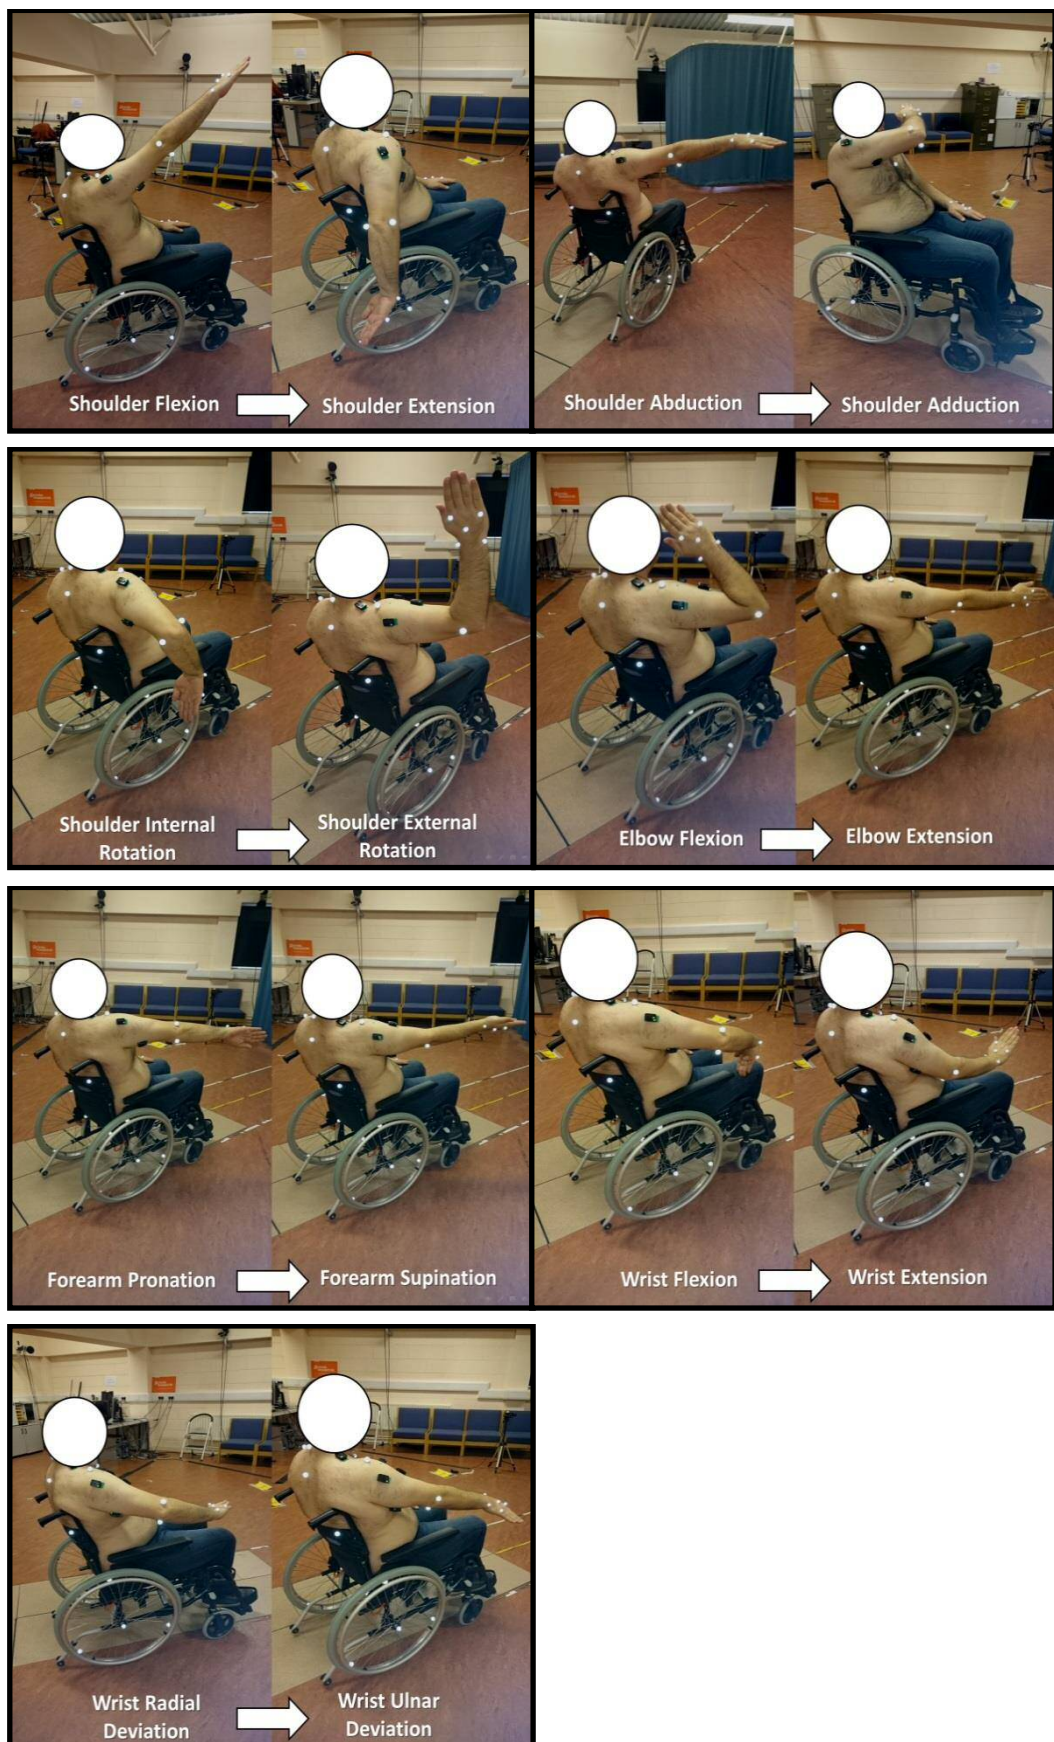 Shoulder Flexion
Shoulder Extension
Shoulder Abduction
Shoulder Adduction
Shoulder Internal
Rotation
Shoulder External
Rotation
Elbow Flexion
Elbow Extension
Forearm Pronation
Forearm Supination
Wrist Flexion
Wrist Extension
Wrist Radial
Deviation
Wrist Ulnar
Deviation